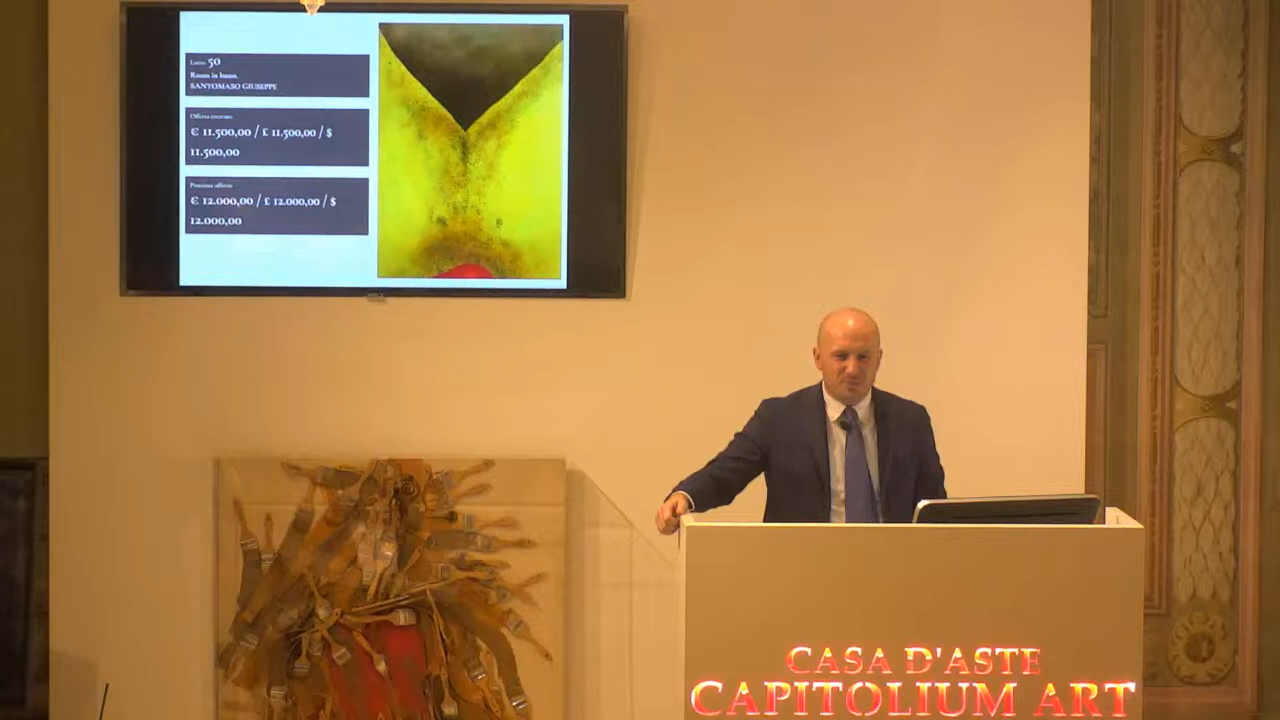 Lotto: 50
Rosso in basso.
SANTOMASO GIUSEPPE
Offerta corrente:
€ 11.500,00 / £ 11.500,00 / $
11.500,00
Prossima offerta:
€ 12.000,00 / £ 12.000,00 / $
12.000,00
CASA D'ASTE
CAPITOLIUM ART